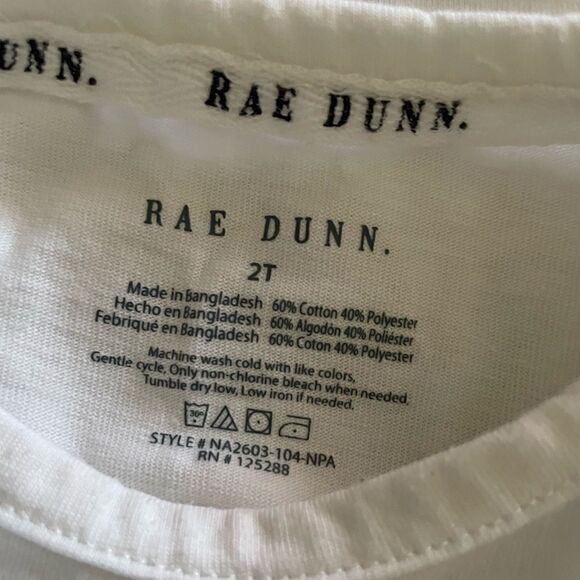 UNN. RAE DUNN.
RAE DUNN.
2T
Made in Bangladesh 60% Cotton 40% Polyester
Hecho en Bangladesh 60% Algodón 40% Poliéster
Febriqué en Bangladesh 60% Coton 40% Polyester
Machine wash cold with like colors,
Gentle cycle, Only non-chlorine bleach when needed,
Tumble dry low, Low iron if needed.
30°
STYLE # NA2603-104-NPA
RN # 125288